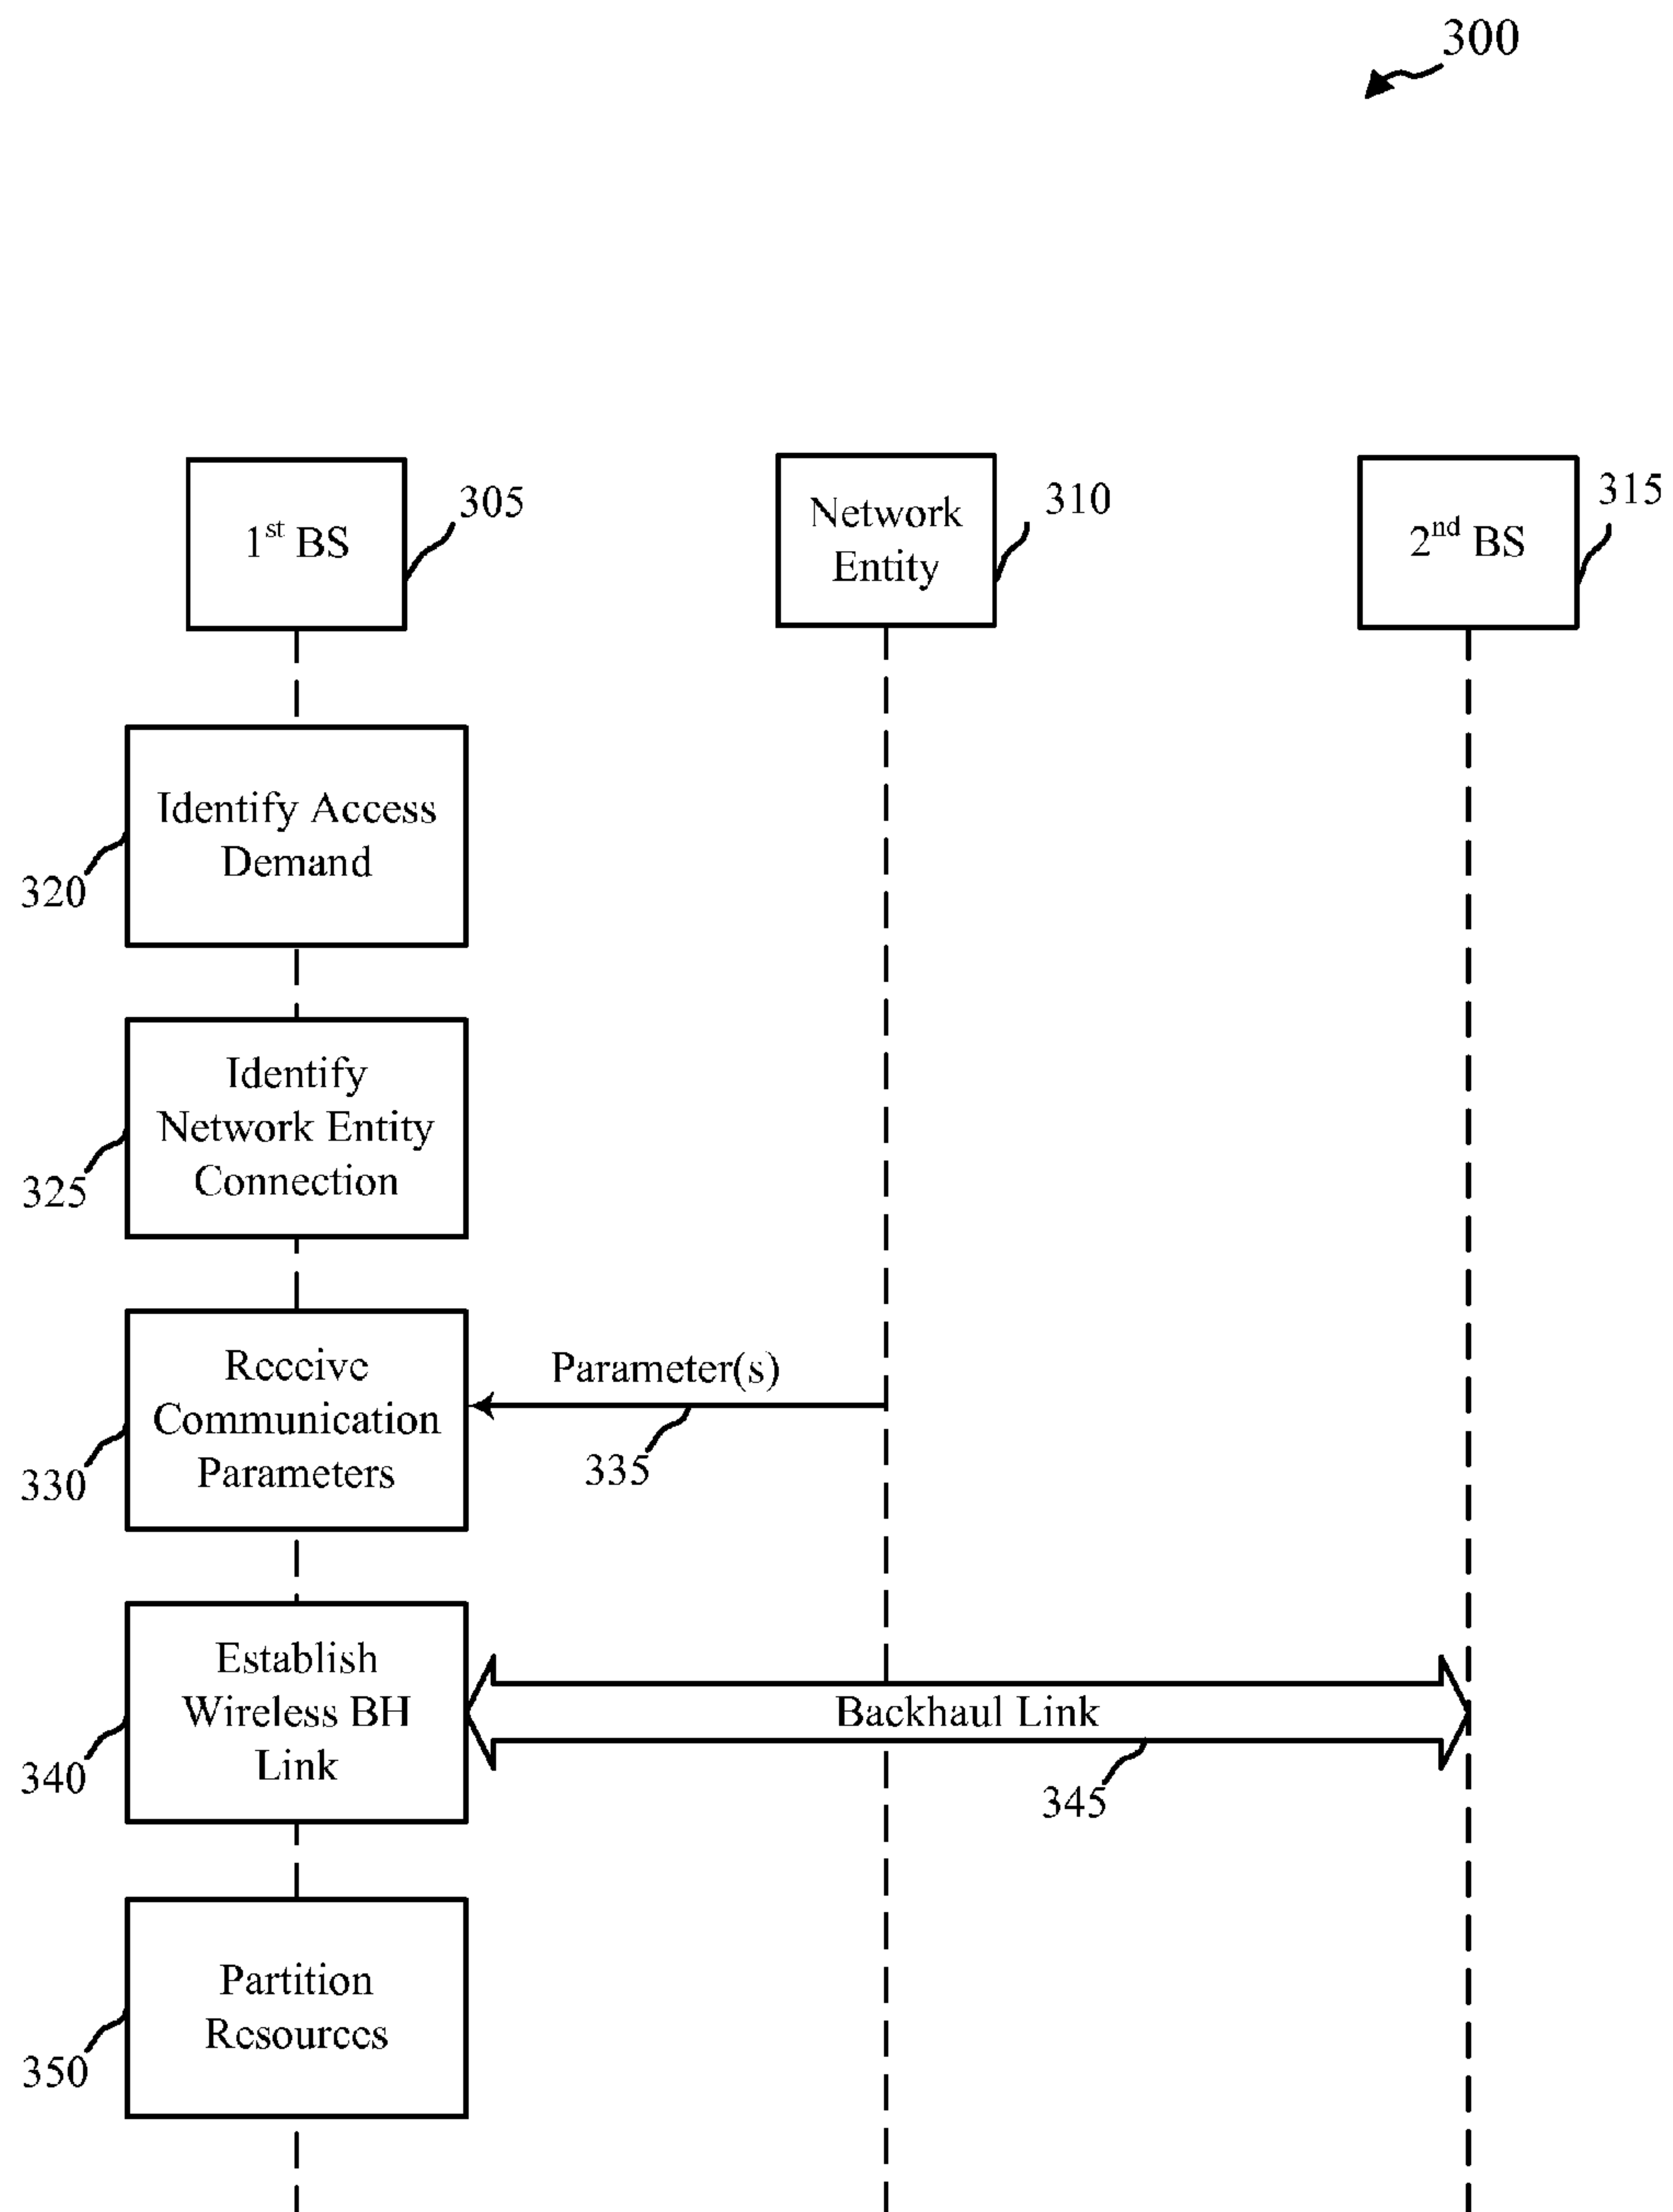 300
1st BS
305
Network
Entity
310
2nd BS
315
Identify Access
Demand
320
Identify
Network Entity
Connection
325
Receive
Communication
Parameters
330
Parameter(s)
335
Establish
Wireless BH
Link
340
Backhaul Link
345
Partition
Resources
350